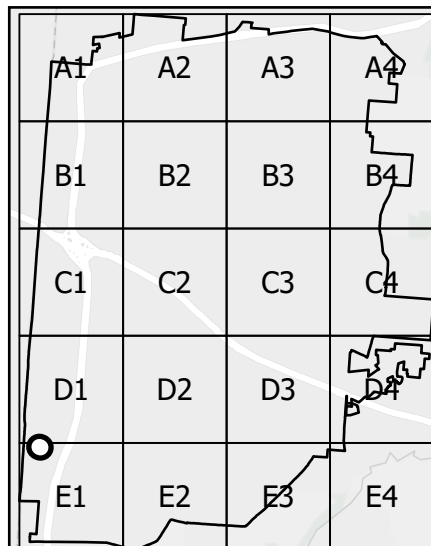 A1 A2 A3 A4
B1 B2 B3 B4
C1 C2 C3 C4
D1 D2 D3 D4
E1 E2 E3 E4